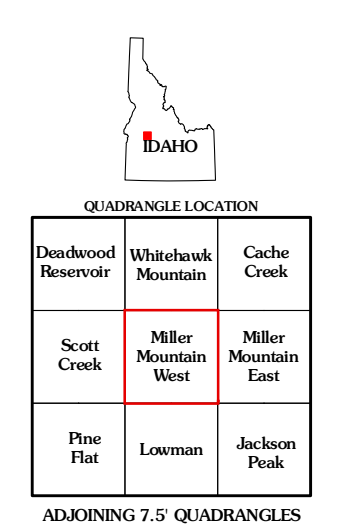 IDAHO
QUADRANGLE LOCATION
Deadwood
Reservoir
Whitehawk
Mountain
Cache
Creek
Scott
Creek
Miller
Mountain
West
Miller
Mountain
East
Pine
Flat
Lowman
Jackson
Peak
ADJOINING 7.5' QUADRANGLES